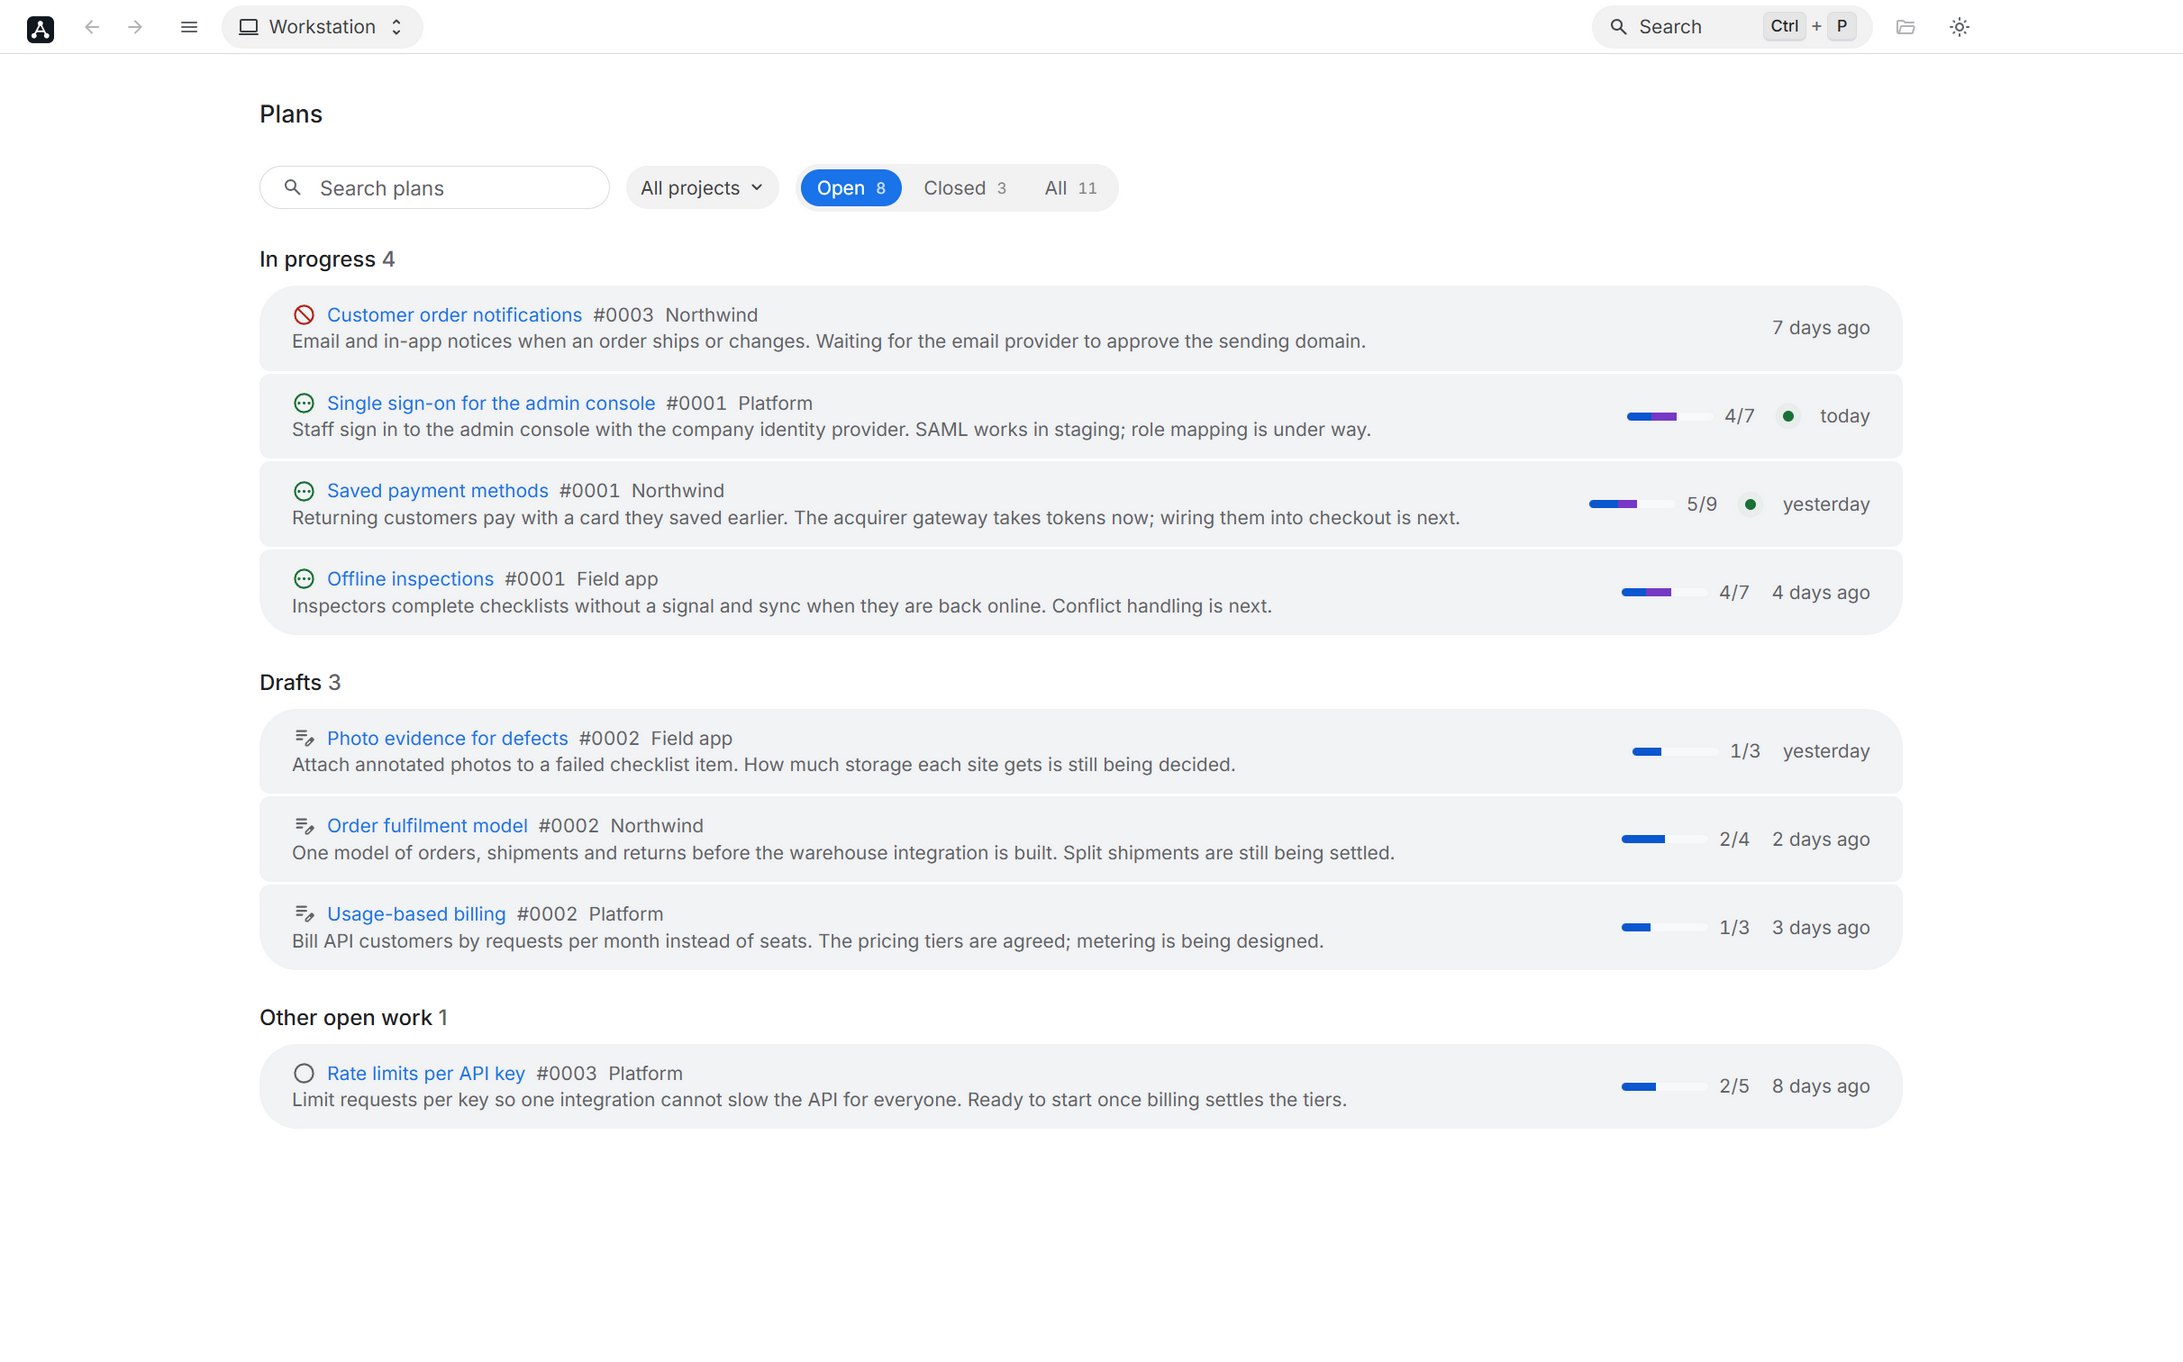 Workstation
Search Ctrl + P
Plans
Search plans All projects Open 8 Closed 3 All 11
In progress 4
Customer order notifications #0003 Northwind
Email and in-app notices when an order ships or changes. Waiting for the email provider to approve the sending domain.
7 days ago
Single sign-on for the admin console #0001 Platform
Staff sign in to the admin console with the company identity provider. SAML works in staging; role mapping is under way.
4/7 today
Saved payment methods #0001 Northwind
Returning customers pay with a card they saved earlier. The acquirer gateway takes tokens now; wiring them into checkout is next.
5/9 yesterday
Offline inspections #0001 Field app
Inspectors complete checklists without a signal and sync when they are back online. Conflict handling is next.
4/7 4 days ago
Drafts 3
Photo evidence for defects #0002 Field app
Attach annotated photos to a failed checklist item. How much storage each site gets is still being decided.
1/3 yesterday
Order fulfilment model #0002 Northwind
One model of orders, shipments and returns before the warehouse integration is built. Split shipments are still being settled.
2/4 2 days ago
Usage-based billing #0002 Platform
Bill API customers by requests per month instead of seats. The pricing tiers are agreed; metering is being designed.
1/3 3 days ago
Other open work 1
Rate limits per API key #0003 Platform
Limit requests per key so one integration cannot slow the API for everyone. Ready to start once billing settles the tiers.
2/5 8 days ago